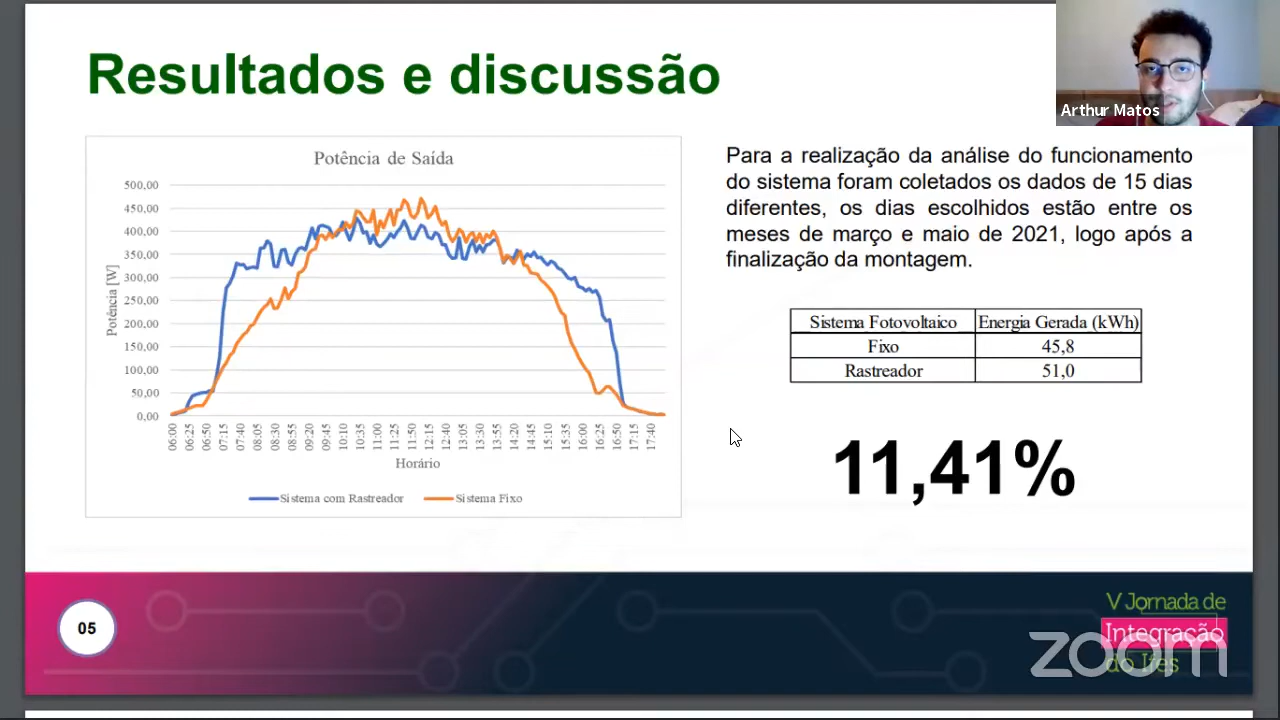 Resultados e discussão
Arthur Matos
Potência de Saída
500,00
450,00
400,00
350,00
300,00
250,00
200,00
150,00
100,00
50,00
0,00
Potência [W]
06:00
06:25
06:50
07:15
07:40
08:05
08:30
08:55
09:20
09:45
10:10
10:35
11:00
11:25
11:50
12:15
12:40
13:05
13:30
13:55
14:20
14:45
15:10
15:35
16:00
16:25
16:50
17:15
17:40
Horário
Sistema com Rastreador
Sistema Fixo
Para a realização da análise do funcionamento
do sistema foram coletados os dados de 15 dias
diferentes, os dias escolhidos estão entre os
meses de março e maio de 2021, logo após a
finalização da montagem.
Sistema Fotovoltaico Energia Gerada (kWh)
Fixo 45,8
Rastreador 51,0
11,41%
05
V Jornada de
Integração
do Ifes
zoom